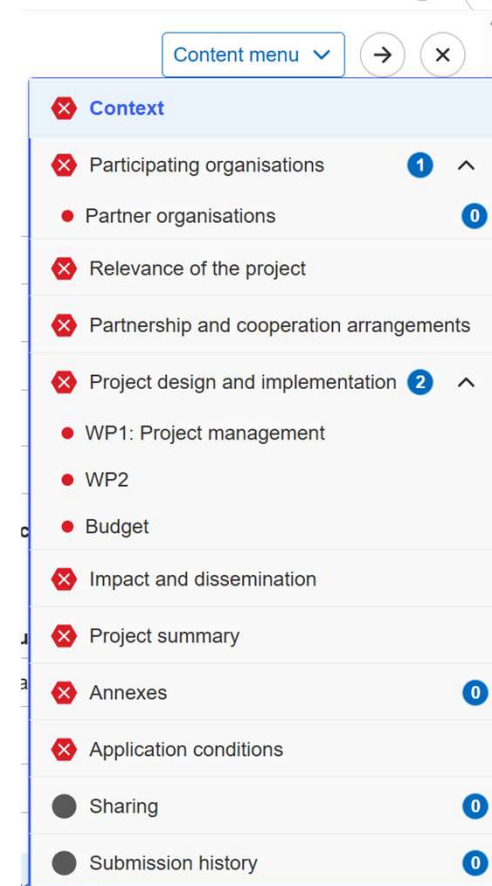 Content menu
Context
Participating organisations 1
Partner organisations 0
Relevance of the project
Partnership and cooperation arrangements
Project design and implementation 2
WP1: Project management
WP2
Budget
Impact and dissemination
Project summary
Annexes 0
Application conditions
Sharing 0
Submission history 0